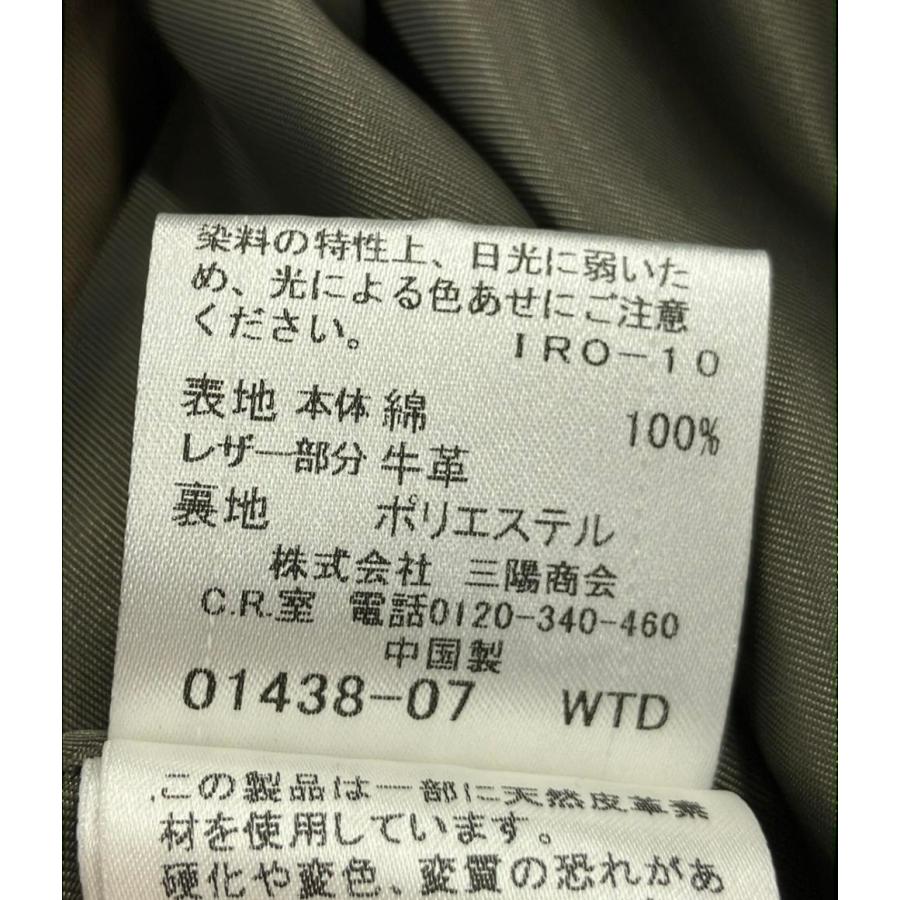 染料の特性上、日光に弱いた
め、光による色あせにご注意
ください。 IRO-10
表地 本体 綿 100%
レザー部分 牛革
裏地 ポリエステル
株式会社 三陽商会
C.R.室 電話0120-340-460
中国製
01438-07 WTD
この製品は一部に天然皮革素
材を使用しています。
硬化や変色、変質の恐れがあ